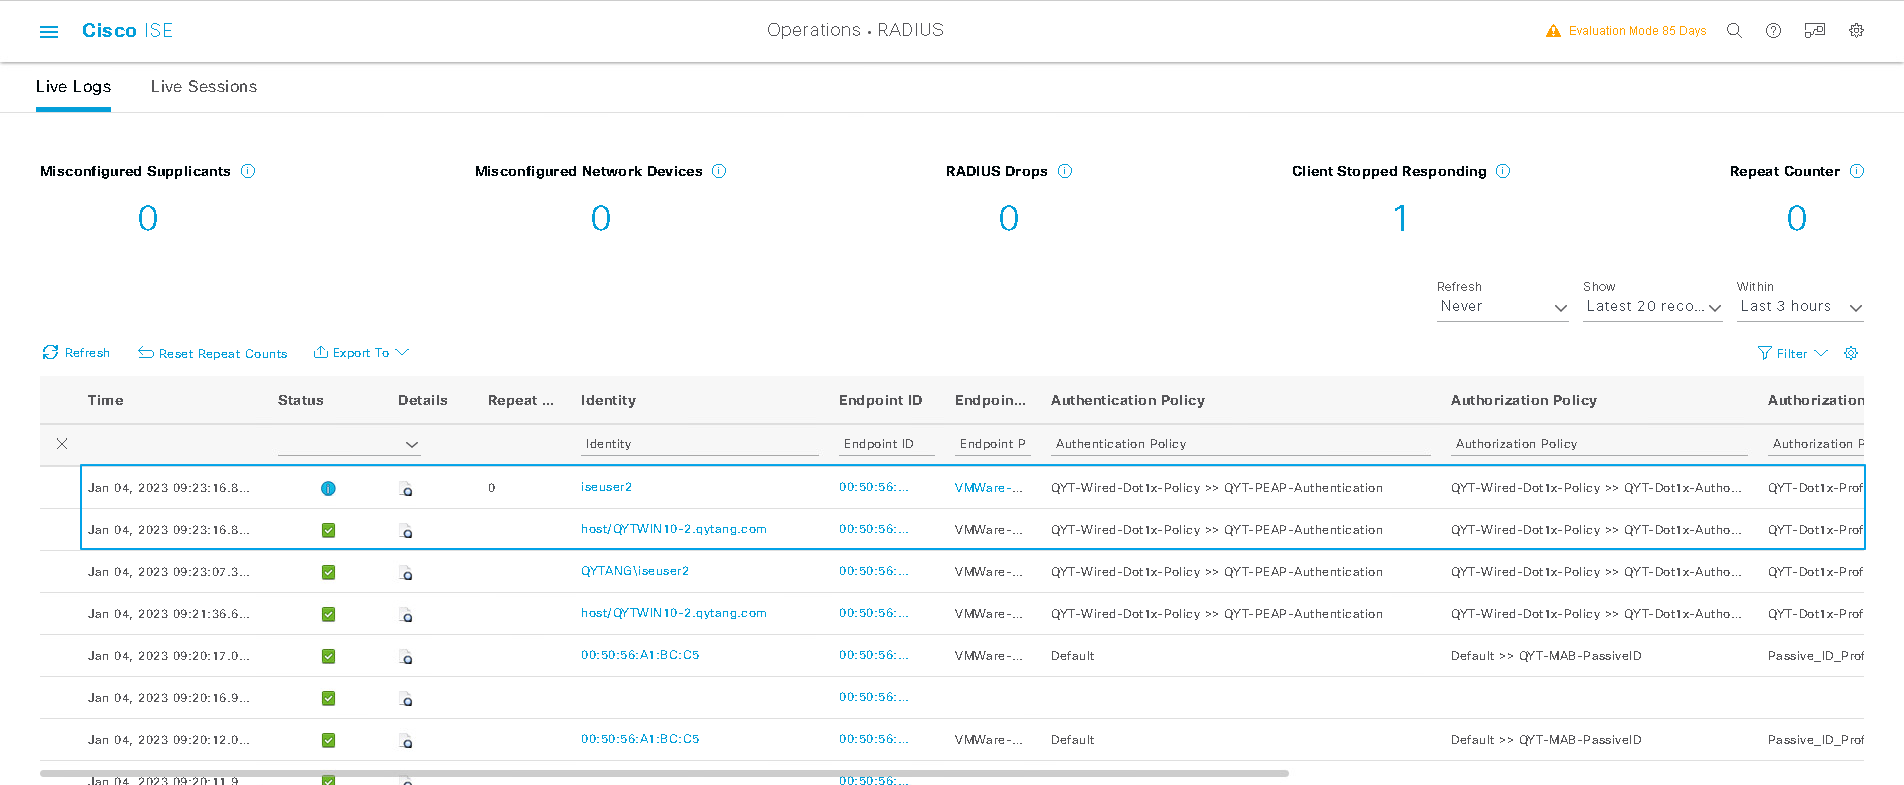 Cisco ISE
Operations · RADIUS
Evaluation Mode 85 Days
Live Logs Live Sessions
Misconfigured Supplicants Misconfigured Network Devices RADIUS Drops Client Stopped Responding Repeat Counter
0 0 0 1 0
Refresh Show Within
Never Latest 20 reco... Last 3 hours
Refresh Reset Repeat Counts Export To Filter
Time Status Details Repeat ... Identity Endpoint ID Endpoin... Authentication Policy Authorization Policy Authorization
Identity Endpoint ID Endpoint P Authentication Policy Authorization Policy Authorization P
Jan 04, 2023 09:23:16.8... 0 iseuser2 00:50:56:... VMWare-... QYT-Wired-Dot1x-Policy >> QYT-PEAP-Authentication QYT-Wired-Dot1x-Policy >> QYT-Dot1x-Autho... QYT-Dot1x-Prof
Jan 04, 2023 09:23:16.8... host/QYTWIN10-2.qytang.com 00:50:56:... VMWare-... QYT-Wired-Dot1x-Policy >> QYT-PEAP-Authentication QYT-Wired-Dot1x-Policy >> QYT-Dot1x-Autho... QYT-Dot1x-Prof
Jan 04, 2023 09:23:07.3... QYTANG\iseuser2 00:50:56:... VMWare-... QYT-Wired-Dot1x-Policy >> QYT-PEAP-Authentication QYT-Wired-Dot1x-Policy >> QYT-Dot1x-Autho... QYT-Dot1x-Prof
Jan 04, 2023 09:21:36.6... host/QYTWIN10-2.qytang.com 00:50:56:... VMWare-... QYT-Wired-Dot1x-Policy >> QYT-PEAP-Authentication QYT-Wired-Dot1x-Policy >> QYT-Dot1x-Autho... QYT-Dot1x-Prof
Jan 04, 2023 09:20:17.0... 00:50:56:A1:BC:C5 00:50:56:... VMWare-... Default Default >> QYT-MAB-PassiveID Passive_ID_Prof
Jan 04, 2023 09:20:16.9... 00:50:56:...
Jan 04, 2023 09:20:12.0... 00:50:56:A1:BC:C5 00:50:56:... VMWare-... Default Default >> QYT-MAB-PassiveID Passive_ID_Prof
Jan 04, 2023 09:20:11.9 00:50:56:...